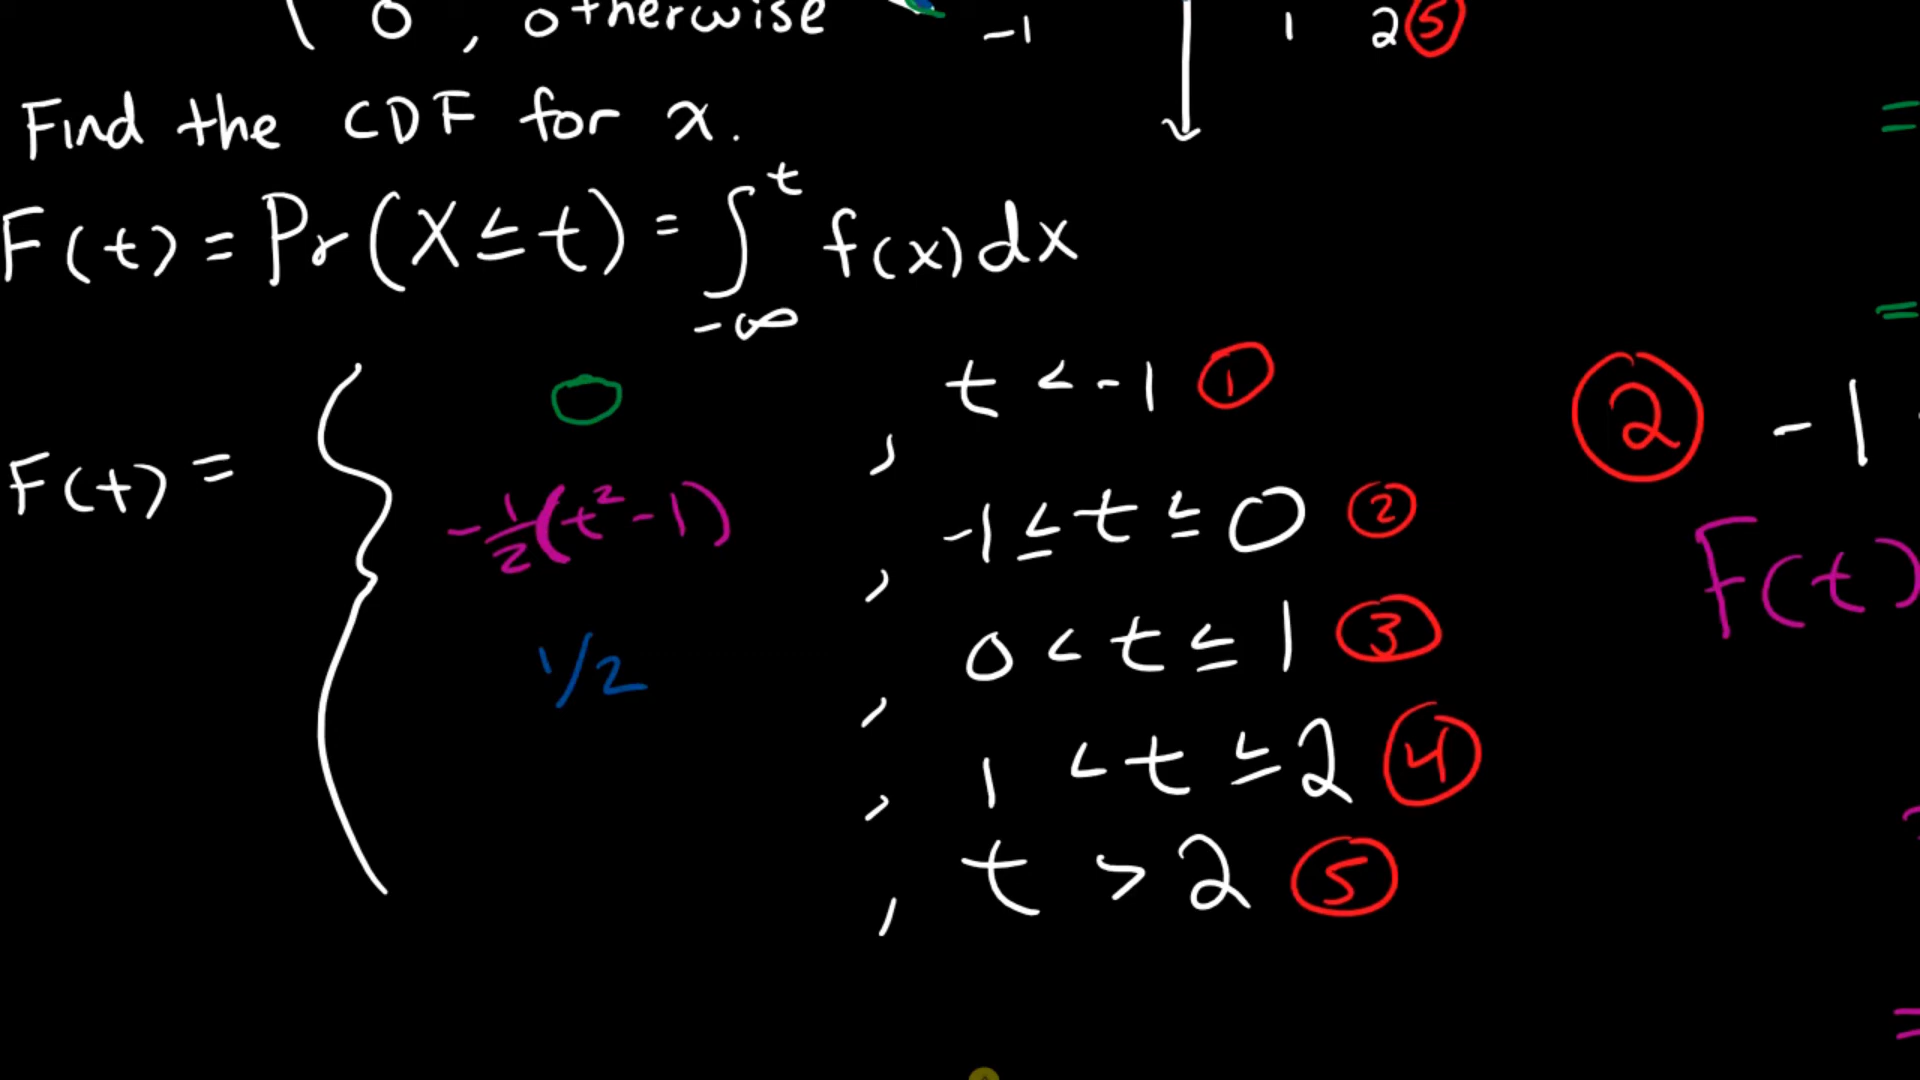 0 , otherwise -1 1 2 5
Find the CDF for x.
=
F(t) = Pr(X ≤ t) = ∫_{-∞}^{t} f(x)dx
=
F(t) = {
0 , t < -1 ①
-1/2(t² - 1) , -1 ≤ t ≤ 0 ②
1/2 , 0 < t ≤ 1 ③
, 1 < t ≤ 2 ④
, t > 2 ⑤
② -1
F(t)
=